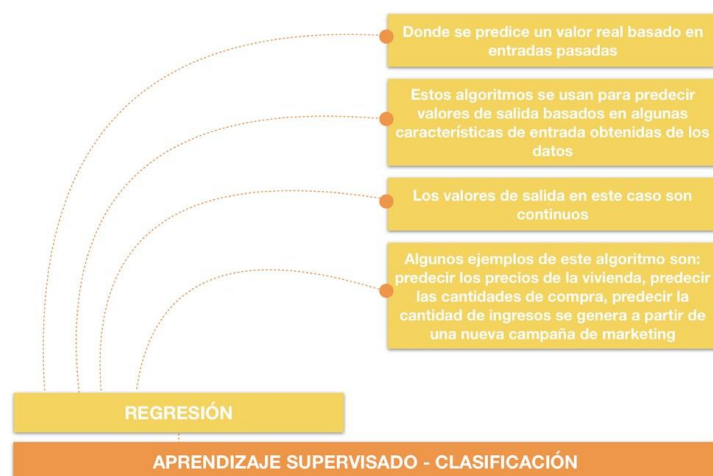 Donde se predice un valor real basado en
entradas pasadas
Estos algoritmos se usan para predecir
valores de salida basados en algunas
características de entrada obtenidas de los
datos
Los valores de salida en este caso son
continuos
Algunos ejemplos de este algoritmo son:
predecir los precios de la vivienda, predecir
las cantidades de compra, predecir la
cantidad de ingresos se genera a partir de
una nueva campaña de marketing
REGRESIÓN
APRENDIZAJE SUPERVISADO - CLASIFICACIÓN